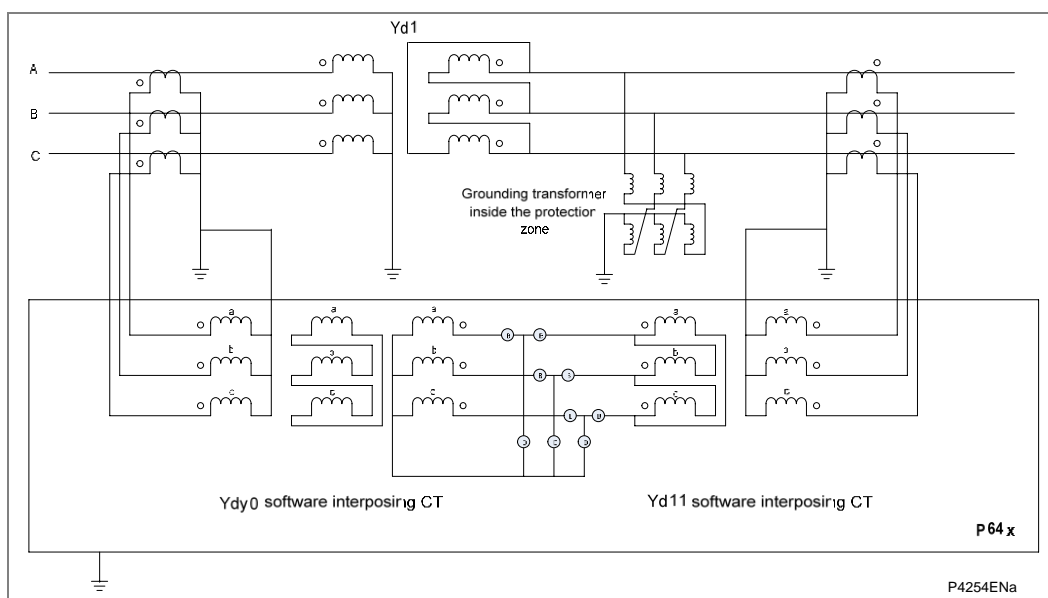 Yd1
A
B
C
Grounding transformer
inside the protection
zone
a
a
a
a
b
b
c
c
B
B
B
B
B
Ydy0 software interposing CT
Yd11 software interposing CT
P64x
P4254ENa